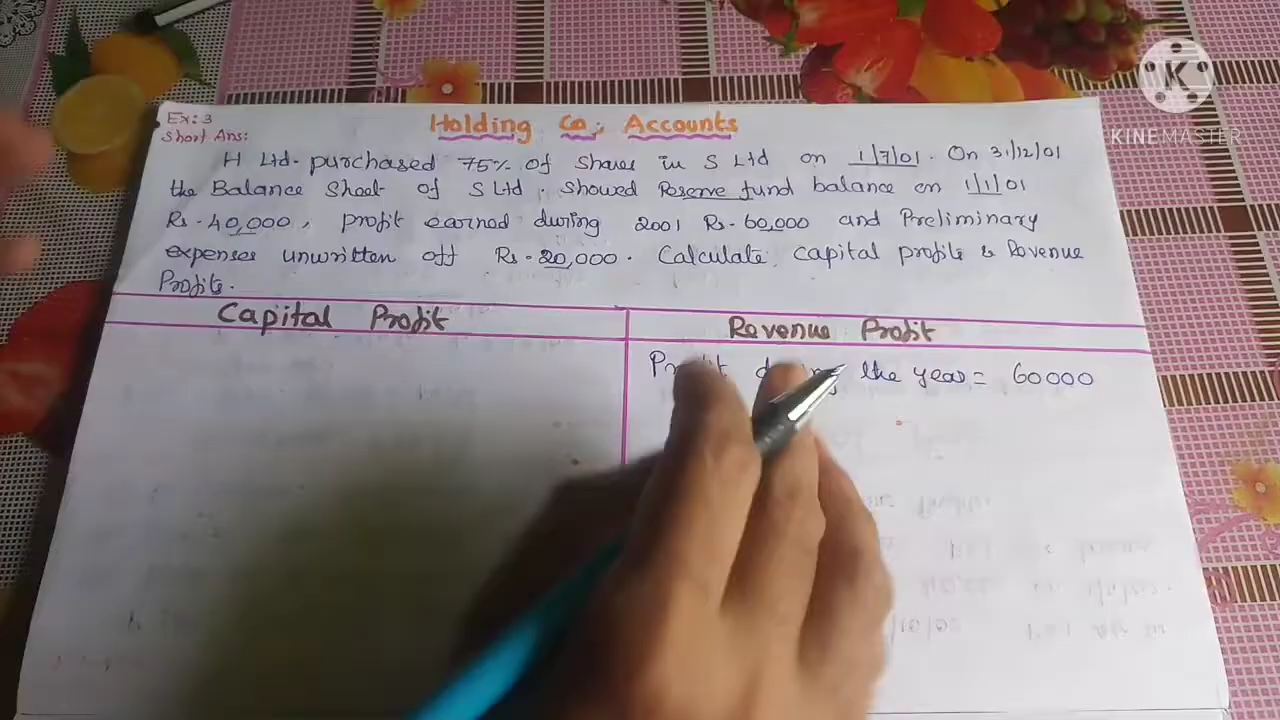 Ex: 3
Short Ans:
Holding Co; Accounts
H Ltd. purchased 75% of Shares in S Ltd on 1/7/01. On 31/12/01
the Balance Sheet of S Ltd. showed Reserve fund balance on 1/1/01
Rs. 40,000, profit earned during 2001 Rs. 60,000 and Preliminary
expenses unwritten off Rs. 20,000. Calculate capital profits & Revenue
Profits.
Capital Profit
Revenue Profit
the year = 60000
K
KINEMASTER